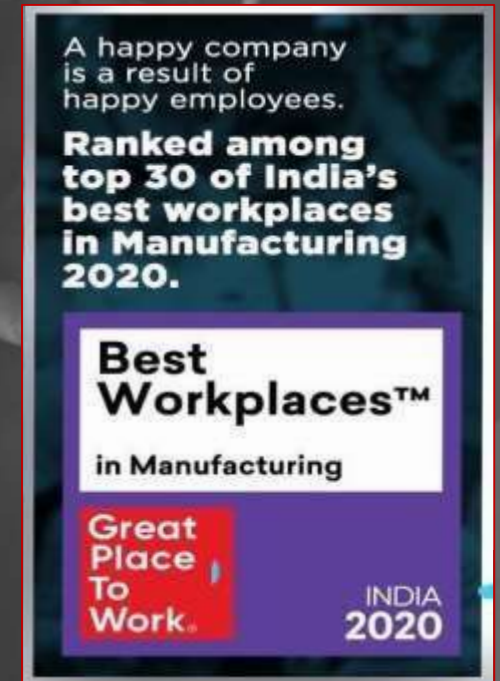 A happy company
is a result of
happy employees.
Ranked among
top 30 of India's
best workplaces
in Manufacturing
2020.
Best
Workplaces™
in Manufacturing
Great
Place
To
Work®
INDIA
2020